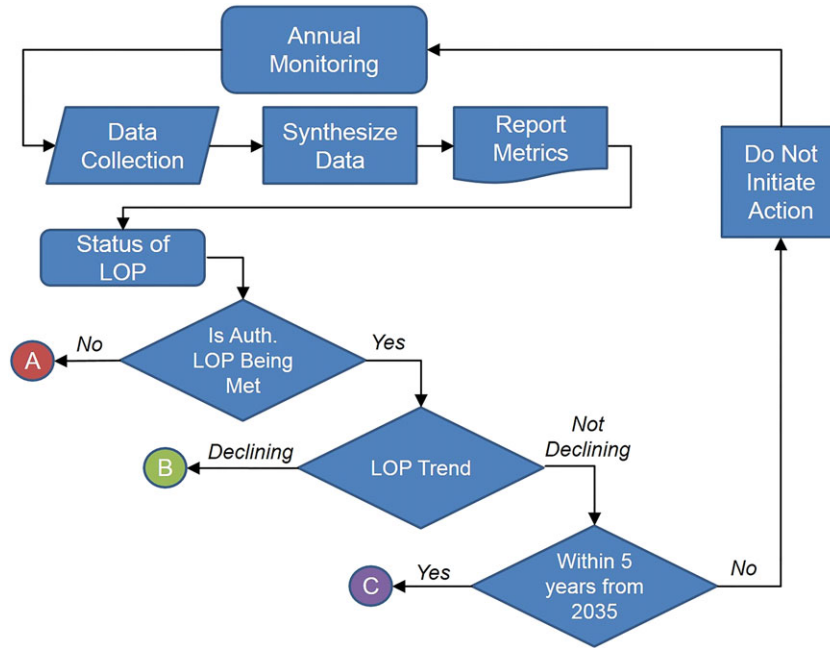 Annual
Monitoring
Data
Collection
Synthesize
Data
Report
Metrics
Do Not
Initiate
Action
Status of
LOP
Is Auth.
LOP Being
Met
No
A
Yes
LOP Trend
Declining
B
Not
Declining
Within 5
years from
2035
Yes
C
No